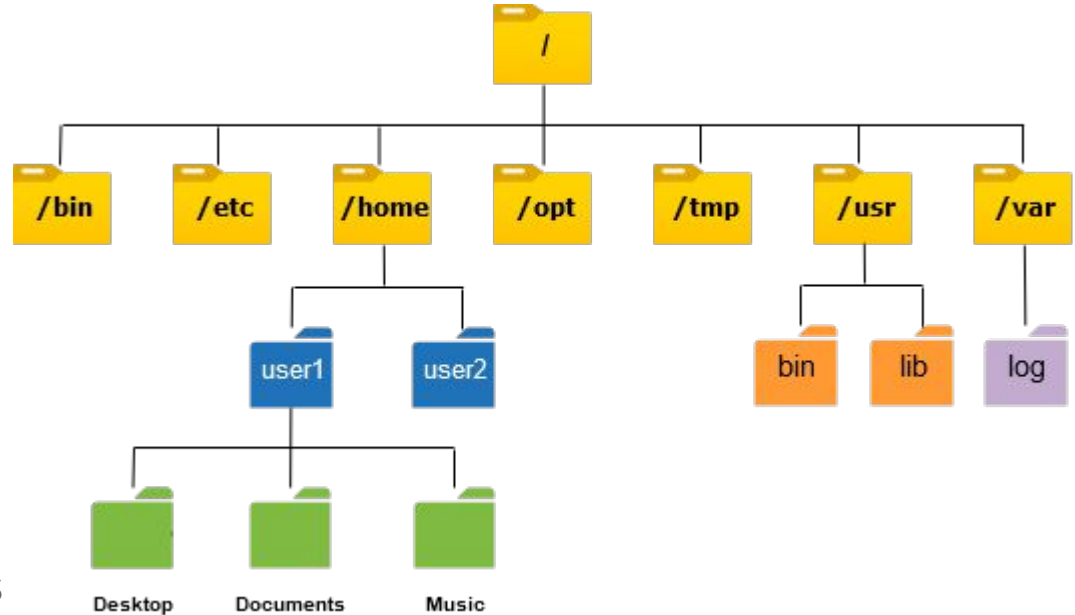 /
/bin /etc /home /opt /tmp /usr /var
user1 user2 bin lib log
Desktop Documents Music